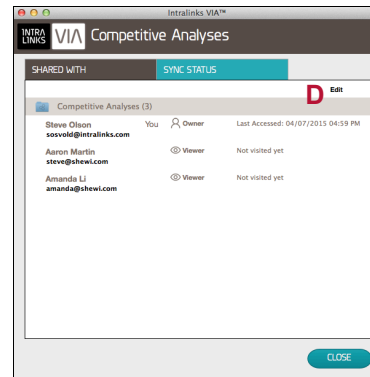 Intralinks VIA™
INTRA LINKS VIA Competitive Analyses
SHARED WITH SYNC STATUS
D Edit
Competitive Analyses (3)
Steve Olson You Owner Last Accessed: 04/07/2015 04:59 PM
sosvold@intralinks.com
Aaron Martin Viewer Not visited yet
steve@shewi.com
Amanda Li Viewer Not visited yet
amanda@shewi.com
CLOSE